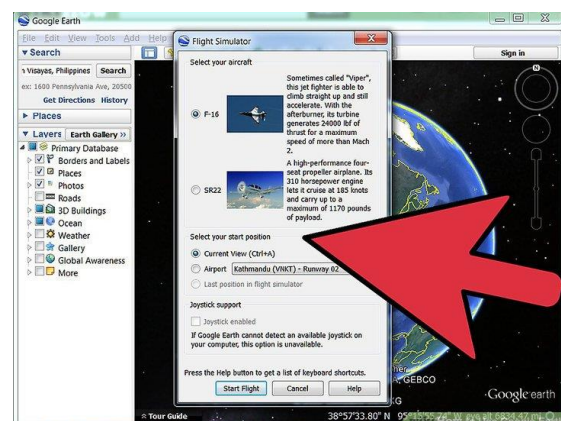 Google Earth
File Edit View Tools Add Help
Search
n Visayas, Philippines Search
ex: 1600 Pennsylvania Ave, 20500
Get Directions History
Places
Layers Earth Gallery >>
Primary Database
Borders and Labels
Places
Photos
Roads
3D Buildings
Ocean
Weather
Gallery
Global Awareness
More
Sign in
N
Flight Simulator
Select your aircraft
F-16
Sometimes called "Viper",
this jet fighter is able to
climb straight up and still
accelerate. With the
afterburner, its turbine
generates 24000 lbf of
thrust for a maximum
speed of more than Mach
2.
SR22
A high-performance four-
seat propeller airplane. Its
310 horsepower engine
lets it cruise at 185 knots
and carry up to a
maximum of 1170 pounds
of payload.
Select your start position
Current View (Ctrl+A)
Airport Kathmandu (VNKT) - Runway 02
Last position in flight simulator
Joystick support
Joystick enabled
If Google Earth cannot detect an available joystick on
your computer, this option is unavailable.
Press the Help button to get a list of keyboard shortcuts.
Start Flight Cancel Help
GEBCO
Google earth
Tour Guide
38°57'33.80" N